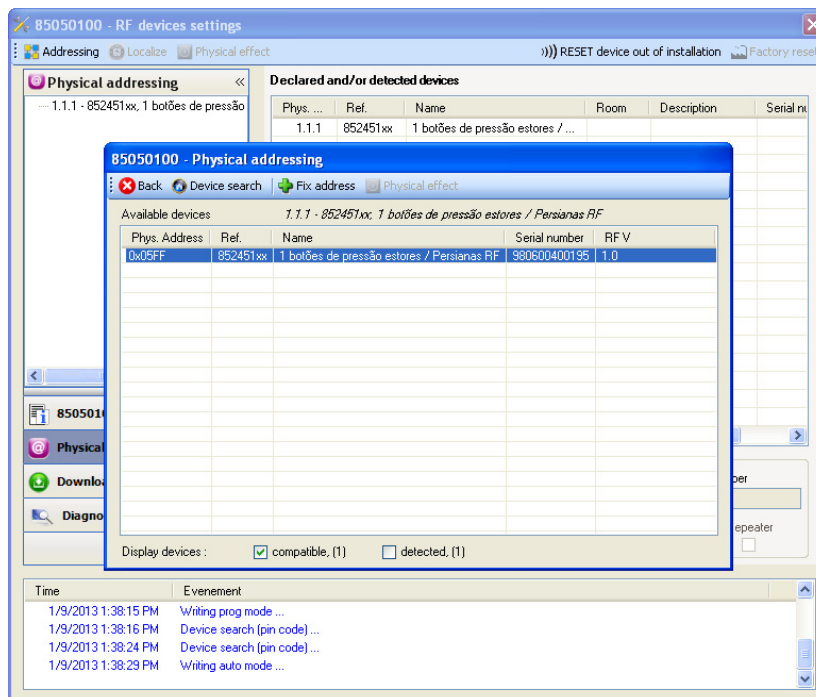 85050100 - RF devices settings
Addressing Localize Physical effect ))) RESET device out of installation Factory reset
Physical addressing «
1.1.1 - 852451xx, 1 botões de pressão
Declared and/or detected devices
Phys. ... Ref. Name Room Description Serial nu
1.1.1 852451xx 1 botões de pressão estores / ...
85050100 - Physical addressing
Back Device search Fix address Physical effect
Available devices 1.1.1 - 852451xx, 1 botões de pressão estores / Persianas RF
Phys. Address Ref. Name Serial number RF V
0x05FF 852451xx 1 botões de pressão estores / Persianas RF 980600400195 1.0
Display devices : compatible, (1) detected, (1)
850501
Physical
Downloa
Diagno
ber
epeater
Time Evenement
1/9/2013 1:38:15 PM Writing prog mode ...
1/9/2013 1:38:16 PM Device search (pin code) ...
1/9/2013 1:38:24 PM Device search (pin code) ...
1/9/2013 1:38:29 PM Writing auto mode ...